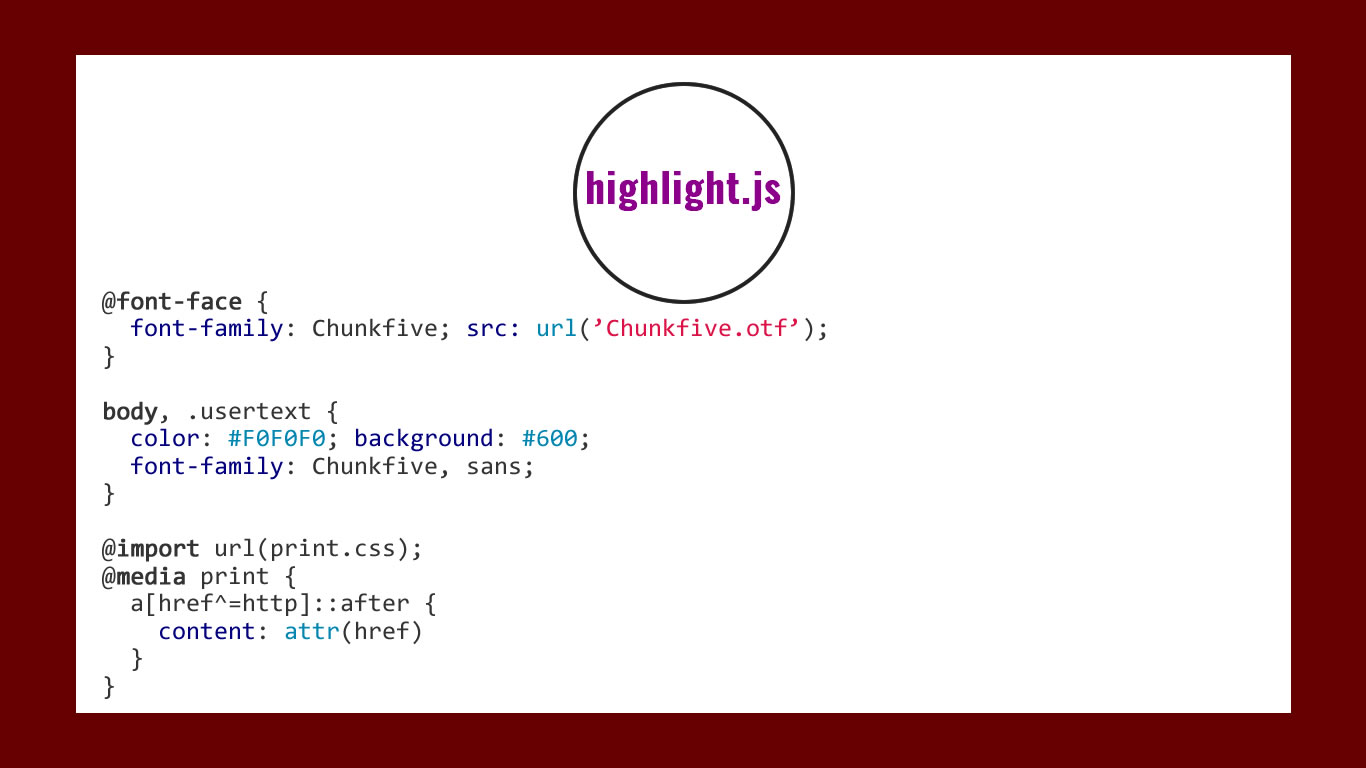 highlight.js
@font-face {
  font-family: Chunkfive; src: url(’Chunkfive.otf’);
}
body, .usertext {
  color: #F0F0F0; background: #600;
  font-family: Chunkfive, sans;
}
@import url(print.css);
@media print {
  a[href^=http]::after {
    content: attr(href)
  }
}